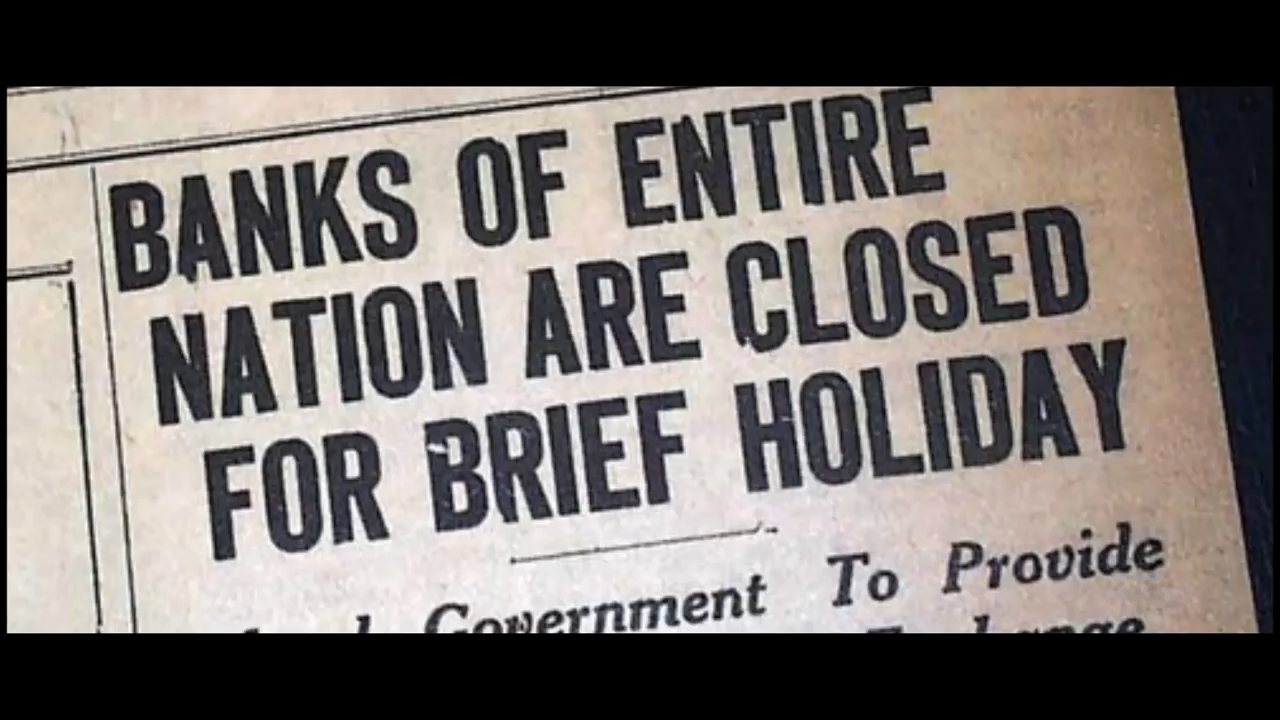 BANKS OF ENTIRE
NATION ARE CLOSED
FOR BRIEF HOLIDAY
Government To Provide